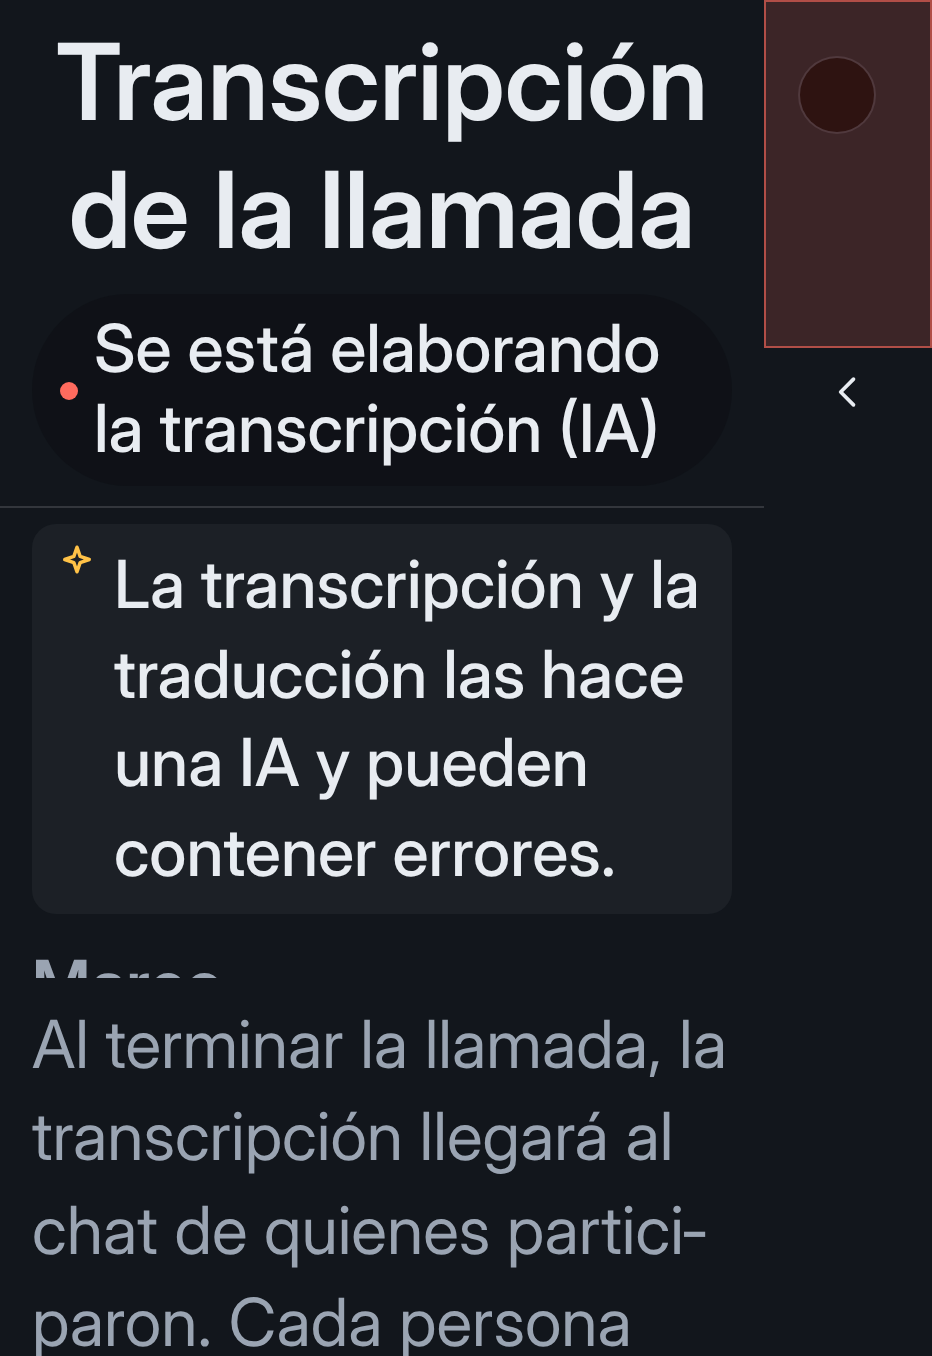 Transcripción
de la llamada
Se está elaborando
la transcripción (IA)
La transcripción y la
traducción las hace
una IA y pueden
contener errores.
Al terminar la llamada, la
transcripción llegará al
chat de quienes partici-
paron. Cada persona